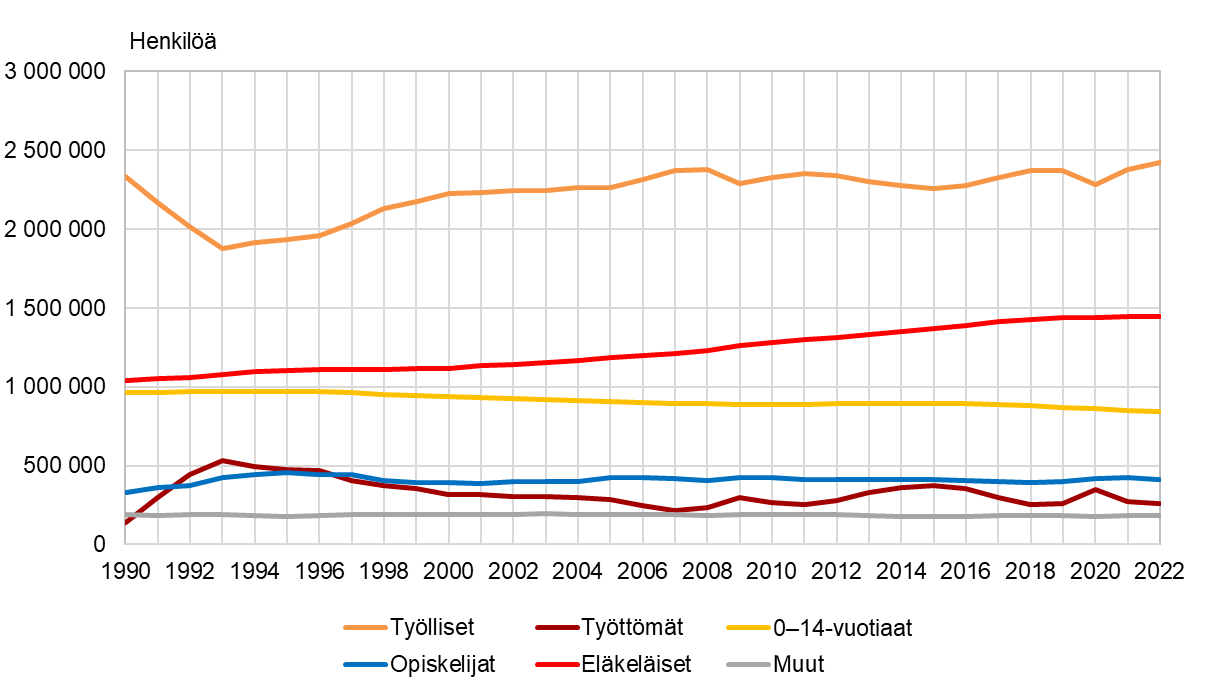 Henkilöä
3 000 000
2 500 000
2 000 000
1 500 000
1 000 000
500 000
0
1990 1992 1994 1996 1998 2000 2002 2004 2006 2008 2010 2012 2014 2016 2018 2020 2022
Työlliset Työttömät 0–14-vuotiaat
Opiskelijat Eläkeläiset Muut